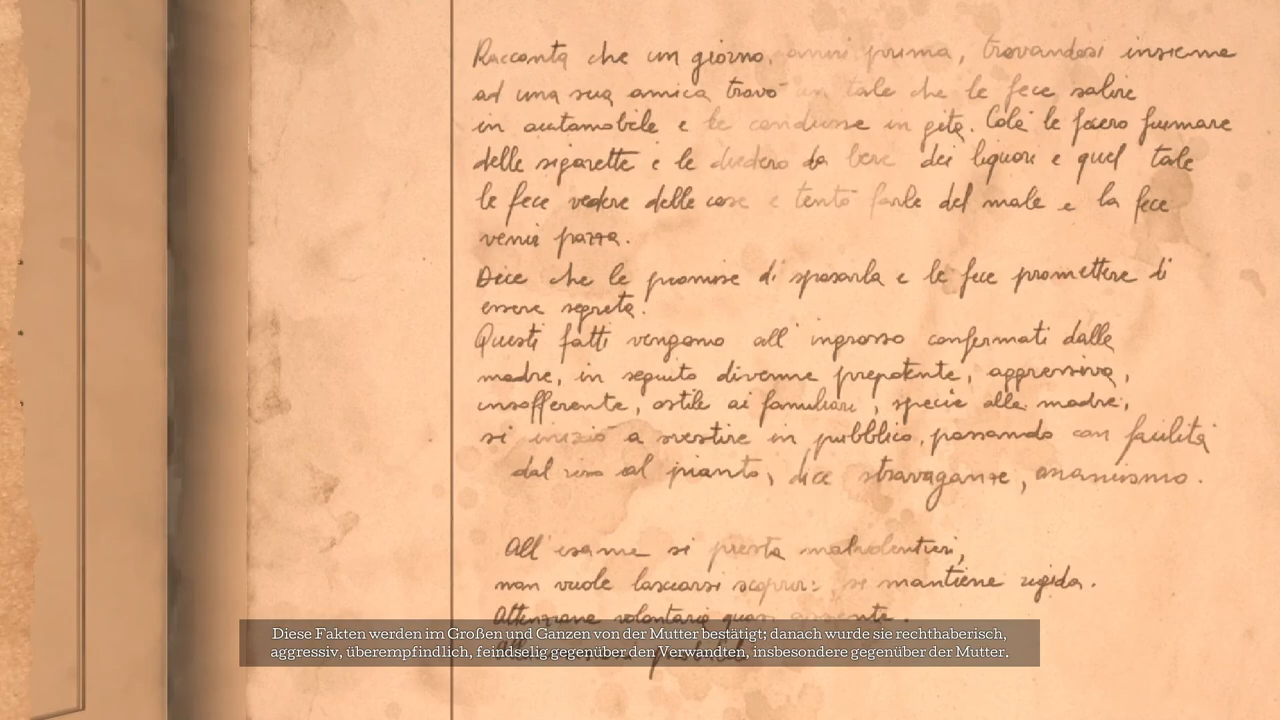 Racconta che un giorno, anni prima, trovandosi insieme
ad una sua amica trovò un tale che le fece salire
in automobile e le condusse in gita. Colà le fecero fumare
delle sigarette e le diedero da bere dei liquori e quel tale
le fece vedere delle cose e tentò farle del male e la fece
venir pazza.
Dice che le promise di sposarla e le fece promettere di
essere segreta.
Questi fatti vengono all'ingrosso confermati dalla
madre, in seguito divenne prepotente, aggressiva,
insofferente, ostile ai famigliari, specie alla madre,
si iniziò a svestire in pubblico, passando con facilità
dal riso al pianto, dice stravaganze, onanismo.
All'esame si presta malvolentieri,
non vuole lasciarsi scoprir: si mantiene rigida.
Attenzione volontaria quasi assente.
Diese Fakten werden im Großen und Ganzen von der Mutter bestätigt; danach wurde sie rechthaberisch,
aggressiv, überempfindlich, feindselig gegenüber den Verwandten, insbesondere gegenüber der Mutter.